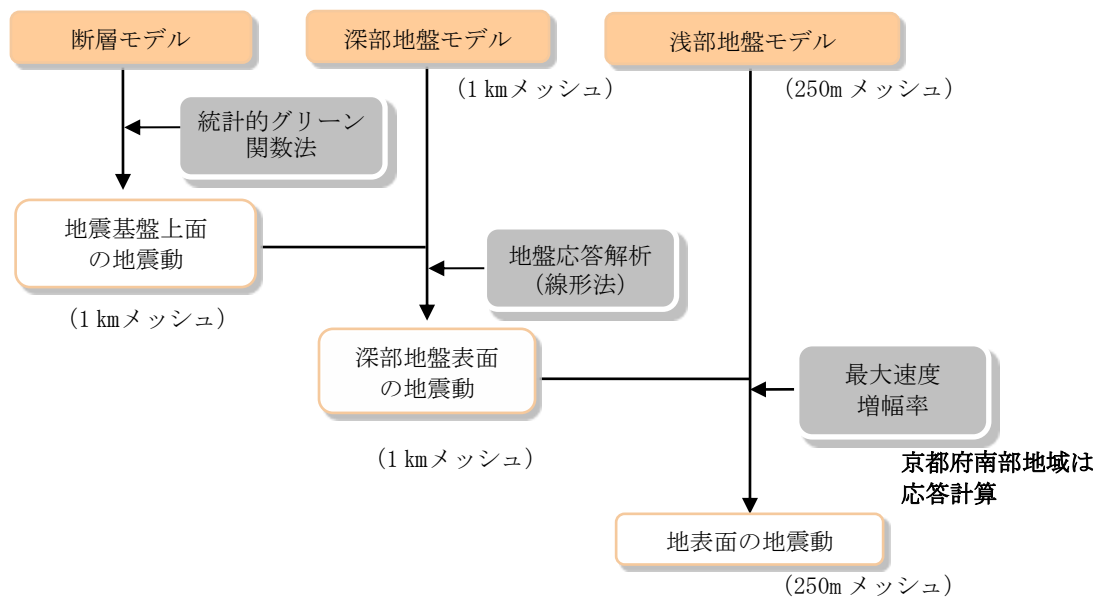 断層モデル
深部地盤モデル
浅部地盤モデル
(1 kmメッシュ)
(250m メッシュ)
統計的グリーン
関数法
地震基盤上面
の地震動
(1 kmメッシュ)
地盤応答解析
(線形法)
深部地盤表面
の地震動
(1 kmメッシュ)
最大速度
増幅率
京都府南部地域は
応答計算
地表面の地震動
(250m メッシュ)